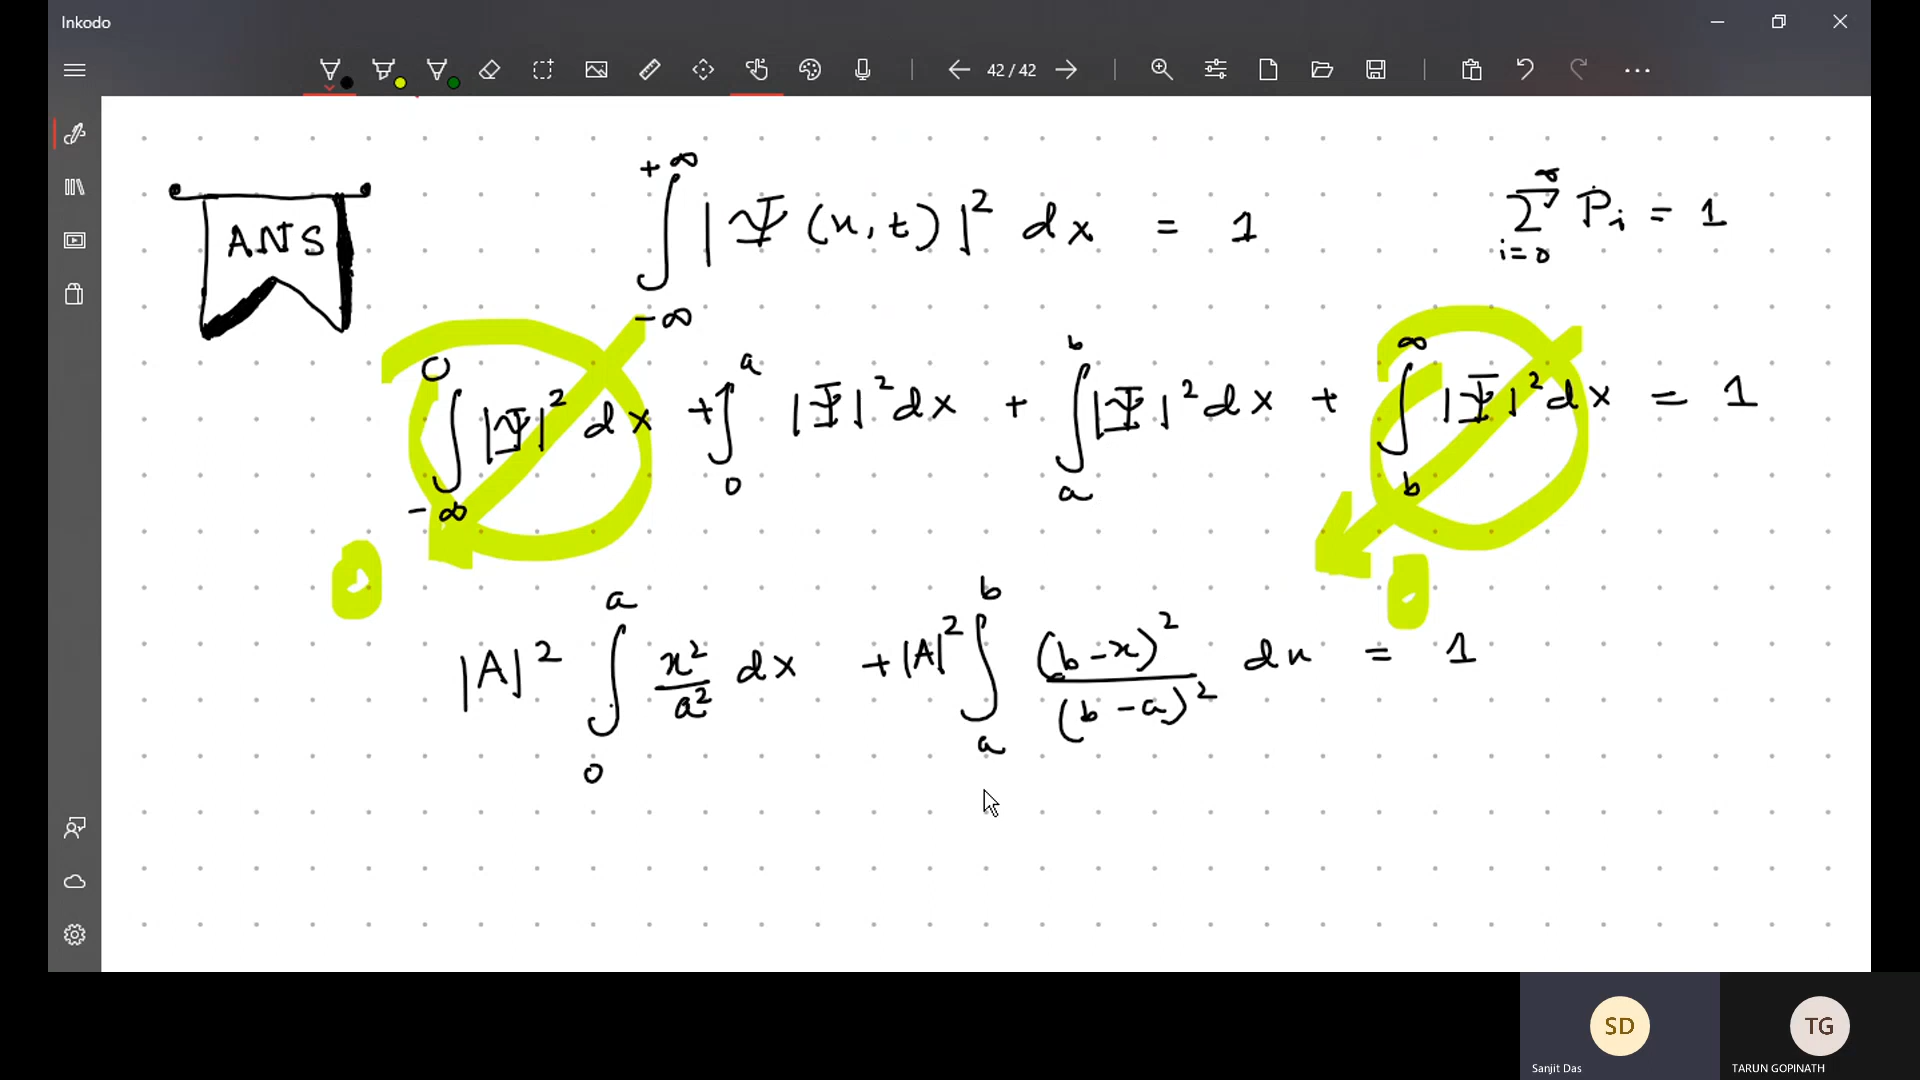 Inkodo
42 / 42
ANS
∫_{-∞}^{+∞} |Ψ(x,t)|² dx = 1
∑_{i=0}^{∞} P_i = 1
∫_{-∞}^{0} |Ψ|² dx + ∫_{0}^{a} |Ψ|² dx + ∫_{a}^{b} |Ψ|² dx + ∫_{b}^{∞} |Ψ|² dx = 1
0 0
|A|² ∫_{0}^{a} x²/a² dx + |A|² ∫_{a}^{b} (b-x)²/(b-a)² dx = 1
SD
TG
Sanjit Das
TARUN GOPINATH